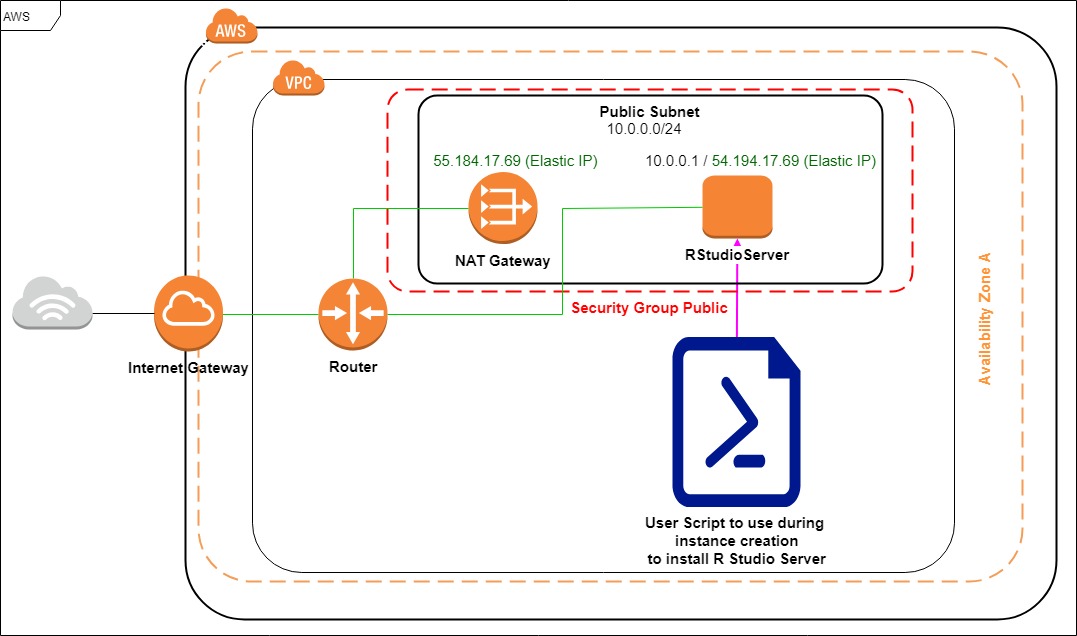 AWS
AWS
VPC
Public Subnet
10.0.0.0/24
55.184.17.69 (Elastic IP)
10.0.0.1 / 54.194.17.69 (Elastic IP)
NAT Gateway
RStudioServer
Security Group Public
Internet Gateway
Router
Availability Zone A
User Script to use during
instance creation
to install R Studio Server